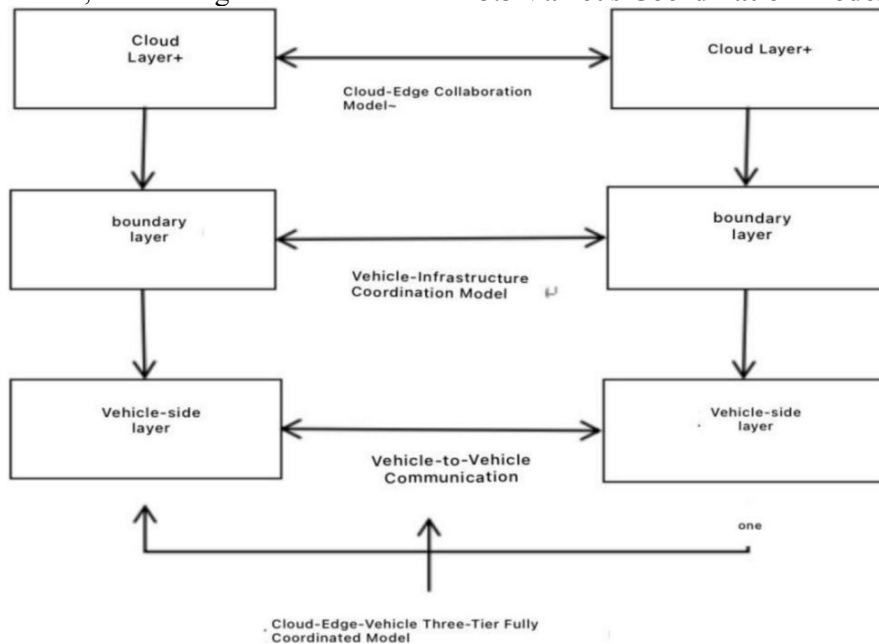 Cloud
Layer+
Cloud Layer+
Cloud-Edge Collaboration
Model~
boundary
layer
boundary
layer
Vehicle-Infrastructure
Coordination Model
Vehicle-side
layer
Vehicle-side
layer
Vehicle-to-Vehicle
Communication
one
Cloud-Edge-Vehicle Three-Tier Fully
Coordinated Model